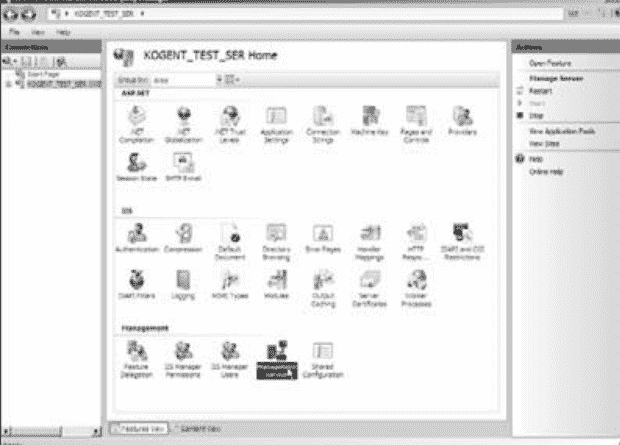 KOGENT_TEST_SER
File View Help
Connections
Actions
Start Page
KOGENT_TEST_SER
KOGENT_TEST_SER Home
Group by: Area
ASP.NET
.NET Compilation
.NET Globalization
.NET Trust Levels
Application Settings
Connection Strings
Machine Key
Pages and Controls
Providers
Session State
SMTP E-mail
IIS
Authentication
Compression
Default Document
Directory Browsing
Error Pages
Handler Mappings
HTTP Respo...
ISAPI and CGI Restrictions
ISAPI Filters
Logging
MIME Types
Modules
Output Caching
Server Certificates
Worker Processes
Management
Feature Delegation
IIS Manager Permissions
IIS Manager Users
Management Service
Shared Configuration
Features View
Content View
Open Feature
Manage Server
Restart
Start
Stop
View Application Pools
View Sites
Help
Online Help